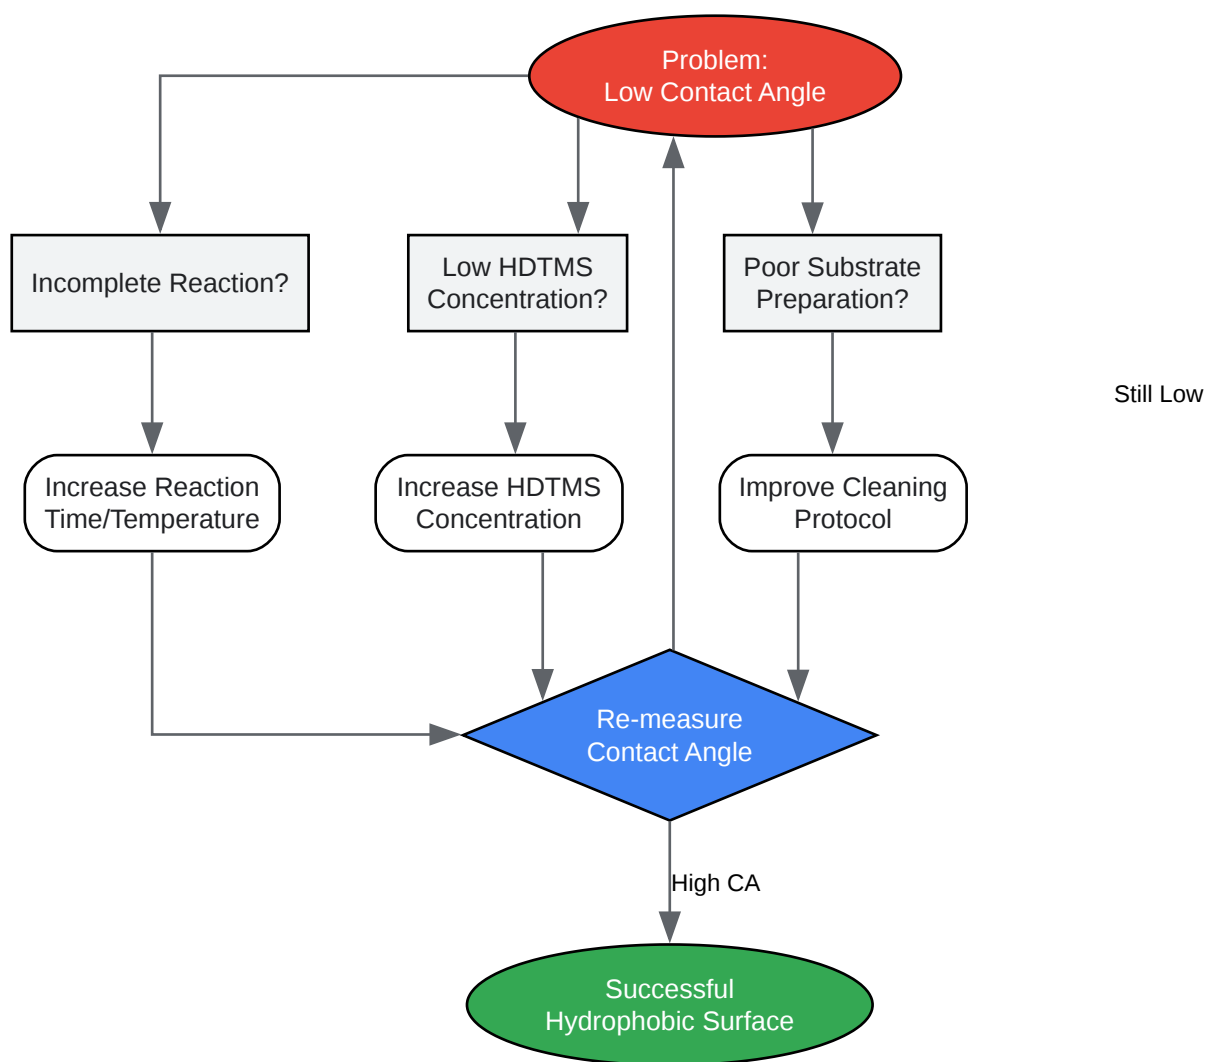 Problem:
Low Contact Angle
Incomplete Reaction?
Low HDTMS
Concentration?
Poor Substrate
Preparation?
Still Low
Increase Reaction
Time/Temperature
Increase HDTMS
Concentration
Improve Cleaning
Protocol
Re-measure
Contact Angle
High CA
Successful
Hydrophobic Surface